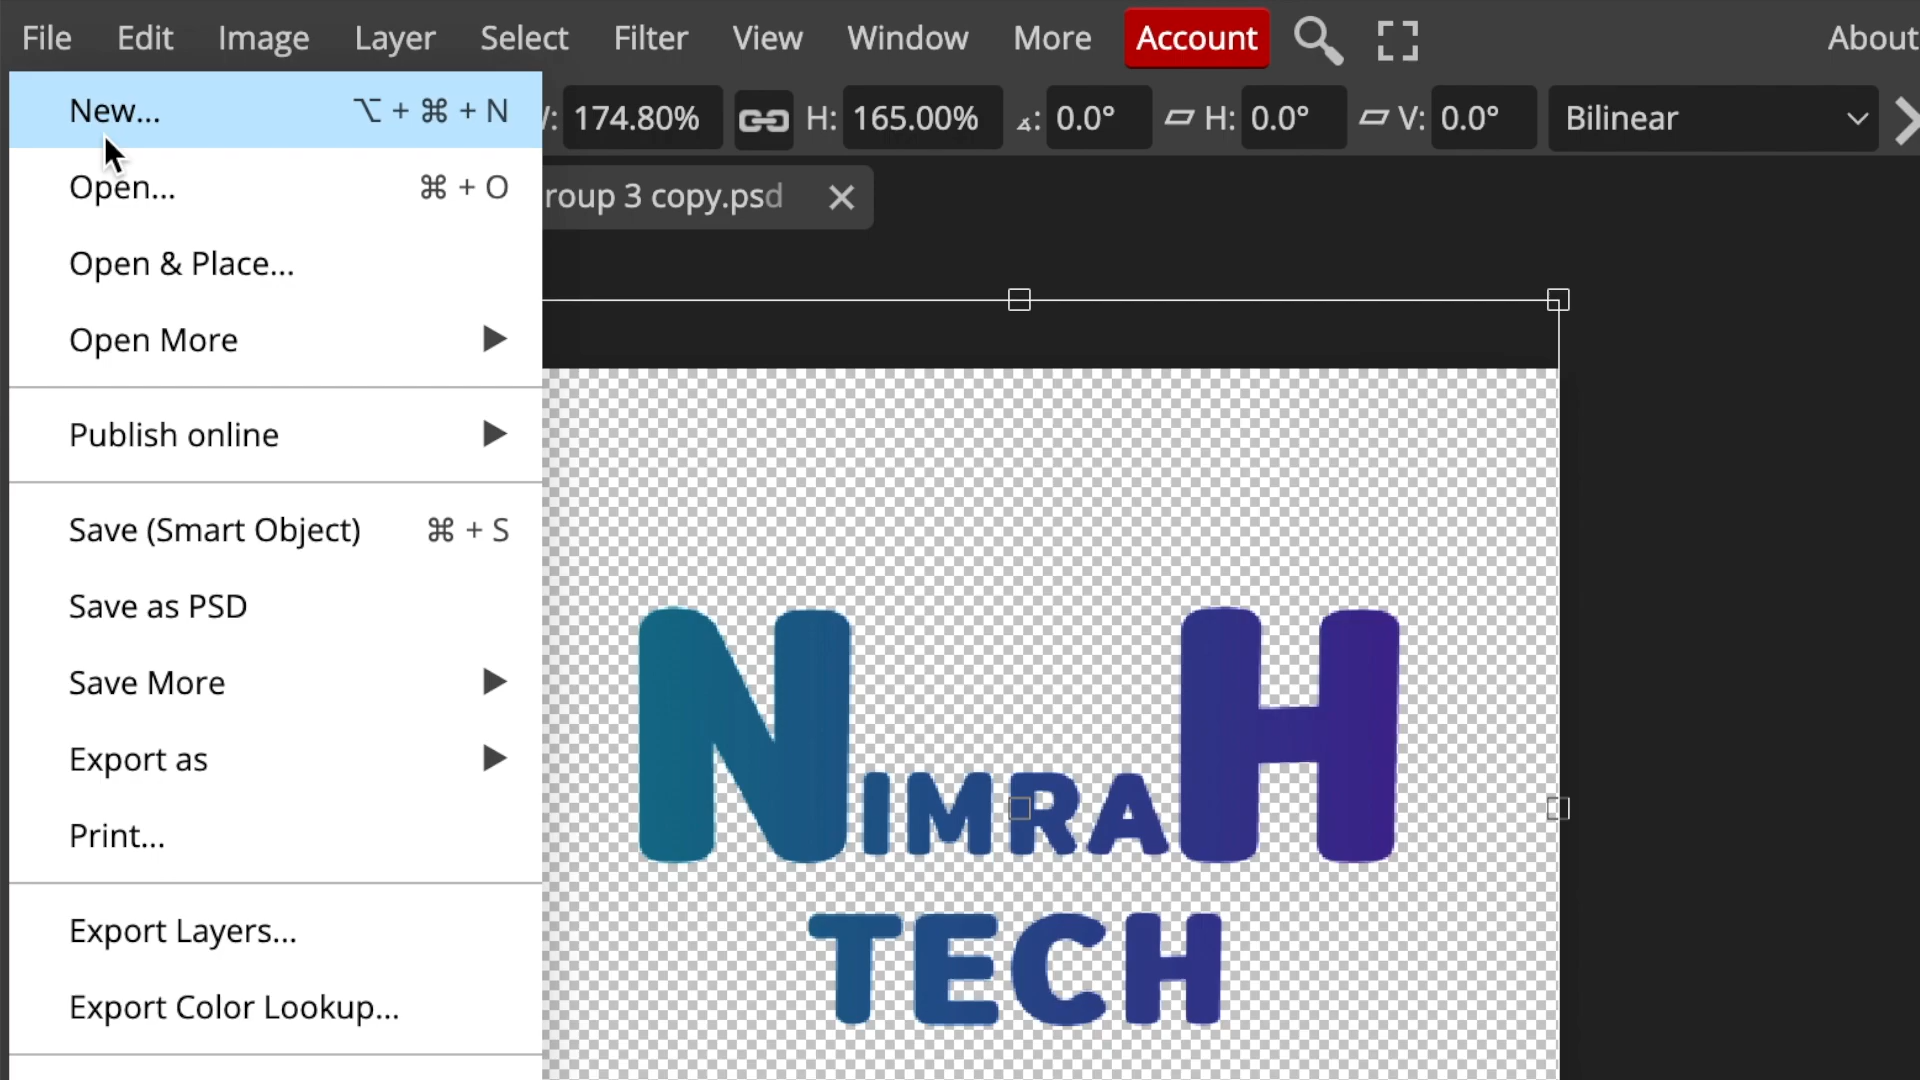 File Edit Image Layer Select Filter View Window More Account About
New... ⌥ + ⌘ + N
: 174.80% H: 165.00% ∡: 0.0° ▱ H: 0.0° ▱ V: 0.0° Bilinear
Open... ⌘ + O
roup 3 copy.psd
Open & Place...
Open More
Publish online
Save (Smart Object) ⌘ + S
Save as PSD
Save More
Export as
Print...
Export Layers...
Export Color Lookup...
NIMRAH
TECH